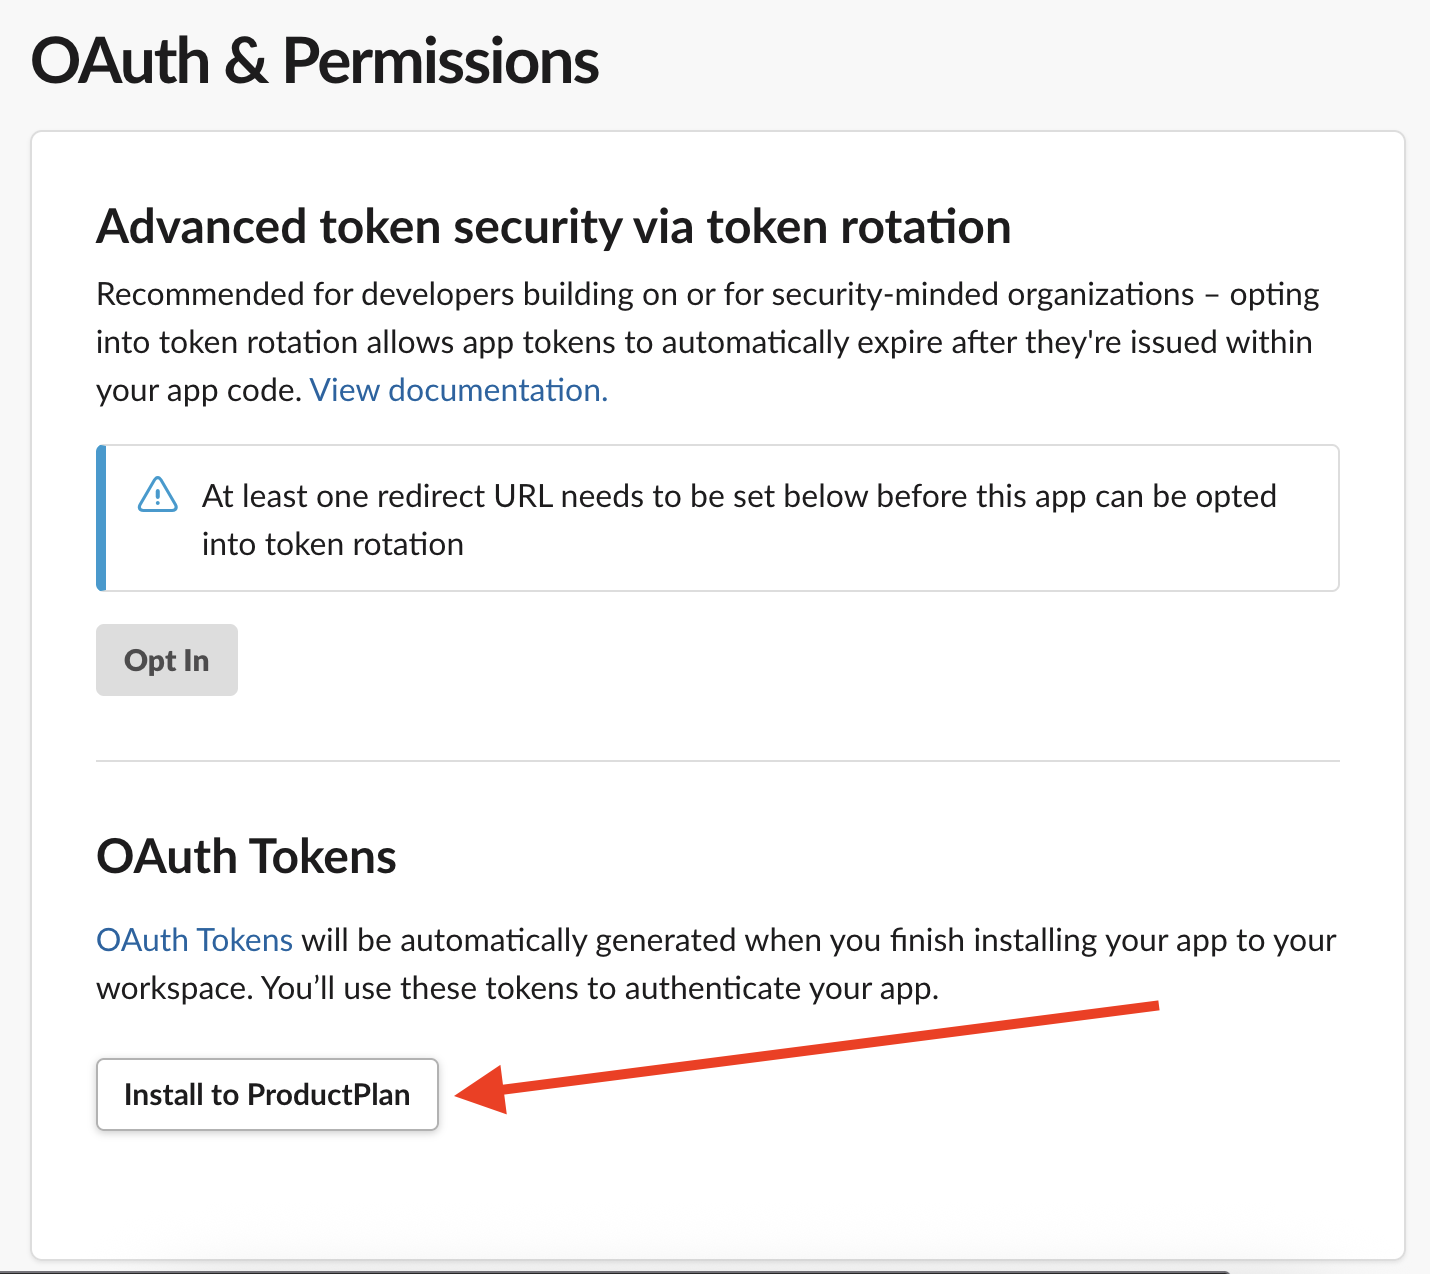 OAuth & Permissions
Advanced token security via token rotation
Recommended for developers building on or for security-minded organizations – opting
into token rotation allows app tokens to automatically expire after they're issued within
your app code. View documentation.
At least one redirect URL needs to be set below before this app can be opted
into token rotation
Opt In
OAuth Tokens
OAuth Tokens will be automatically generated when you finish installing your app to your
workspace. You’ll use these tokens to authenticate your app.
Install to ProductPlan